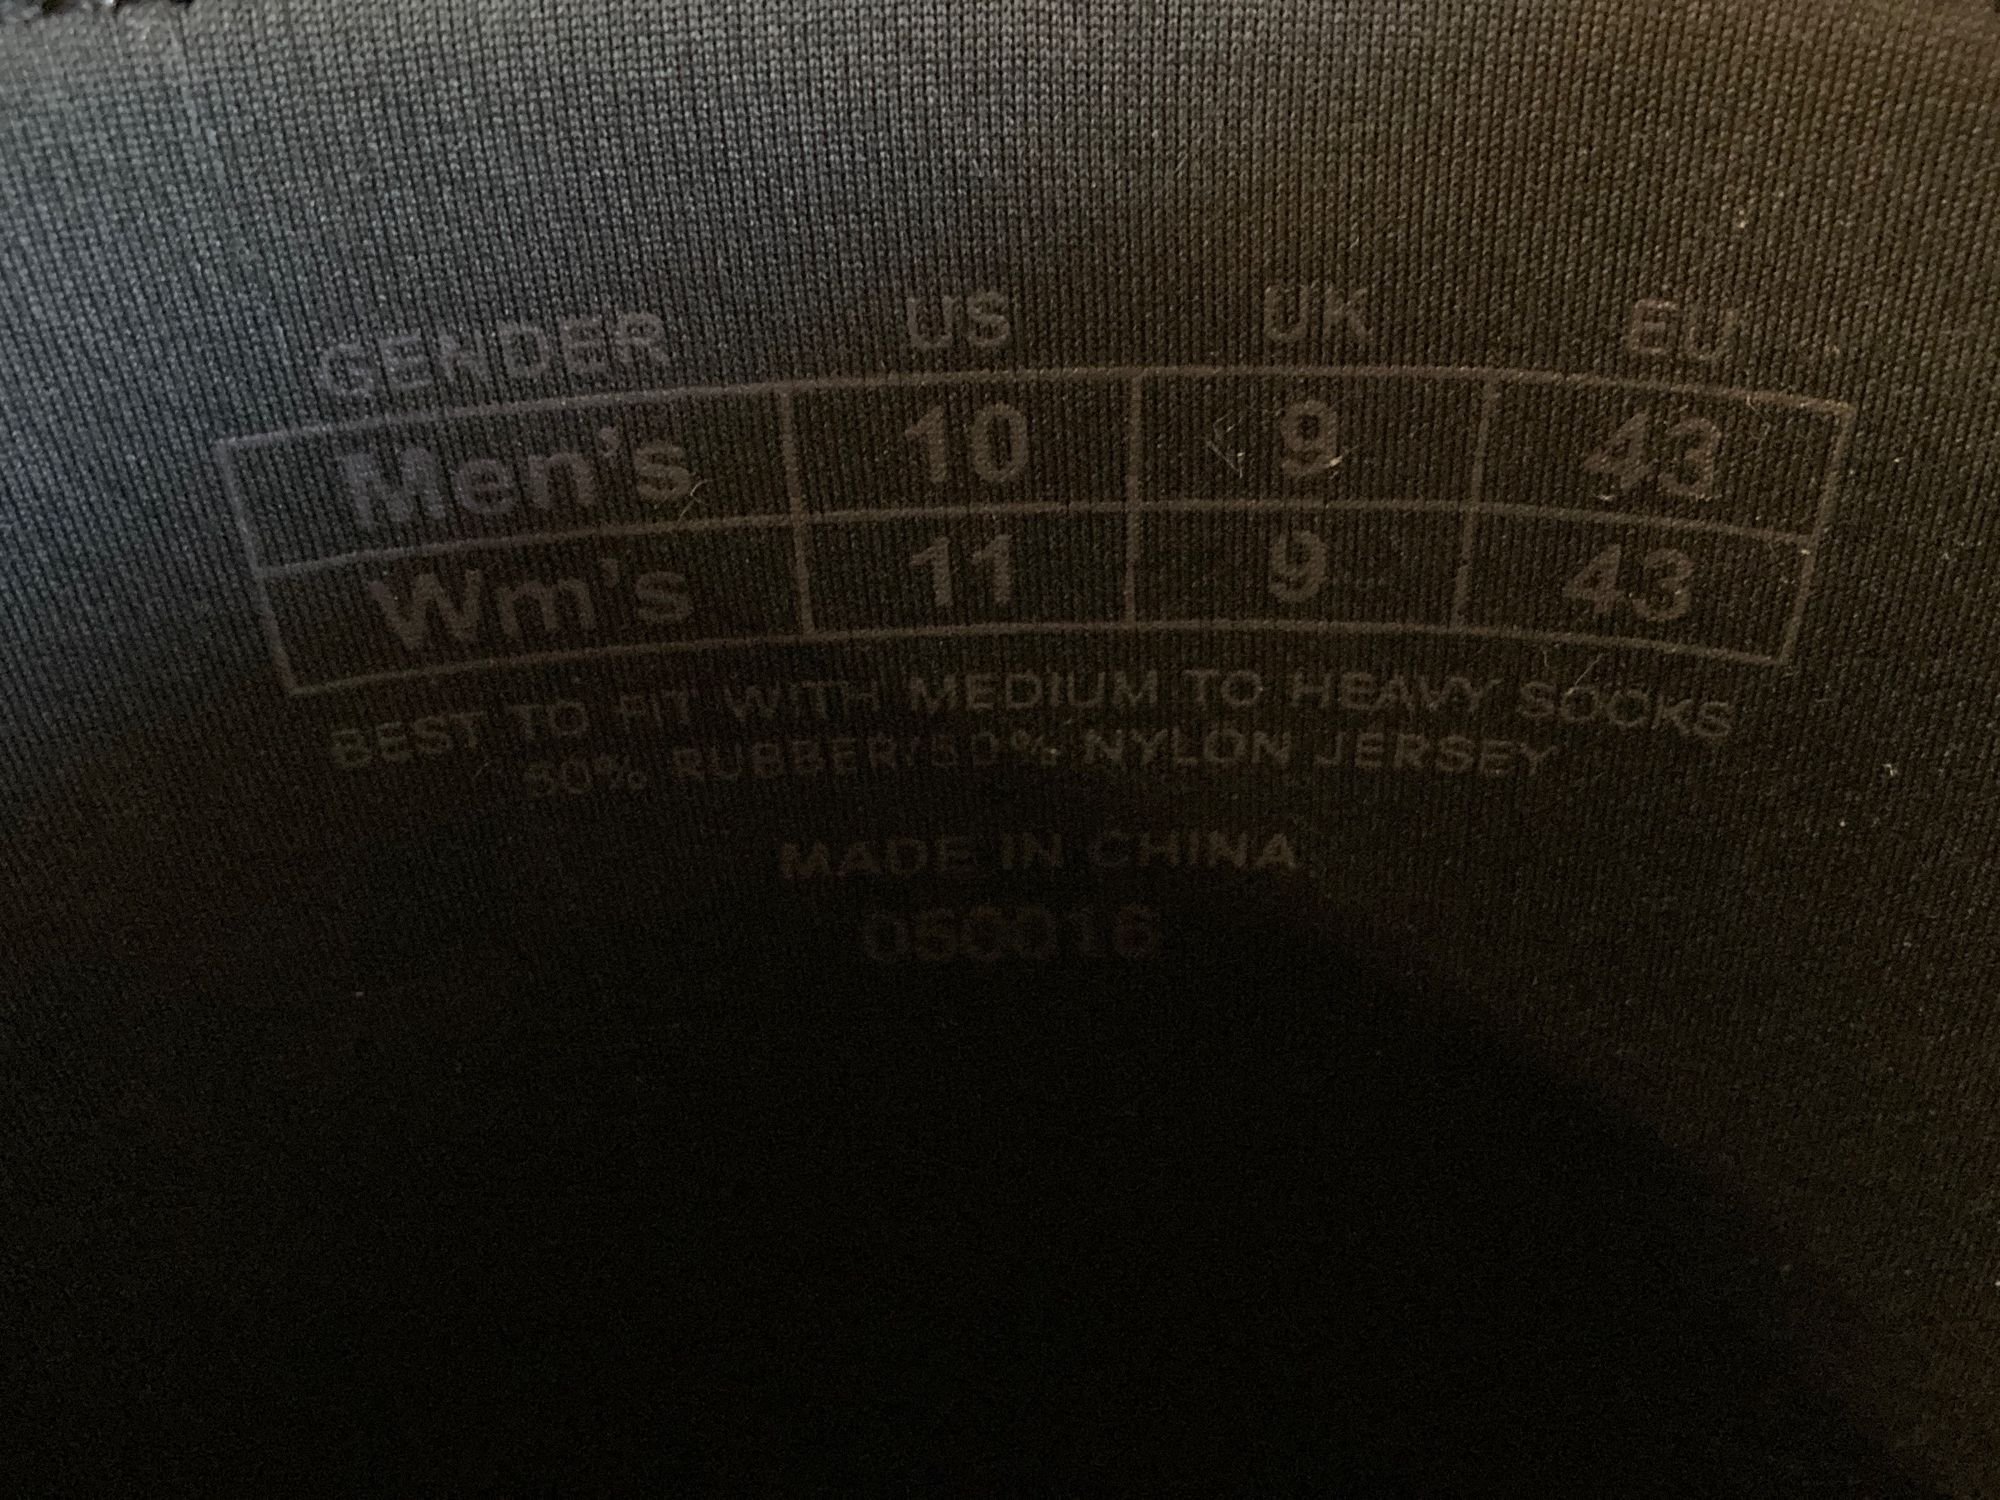 GENDER US UK EU
Men's 10 9 43
Wm's 11 9 43
BEST TO FIT WITH MEDIUM TO HEAVY SOCKS
50% RUBBER/50% NYLON JERSEY
MADE IN CHINA